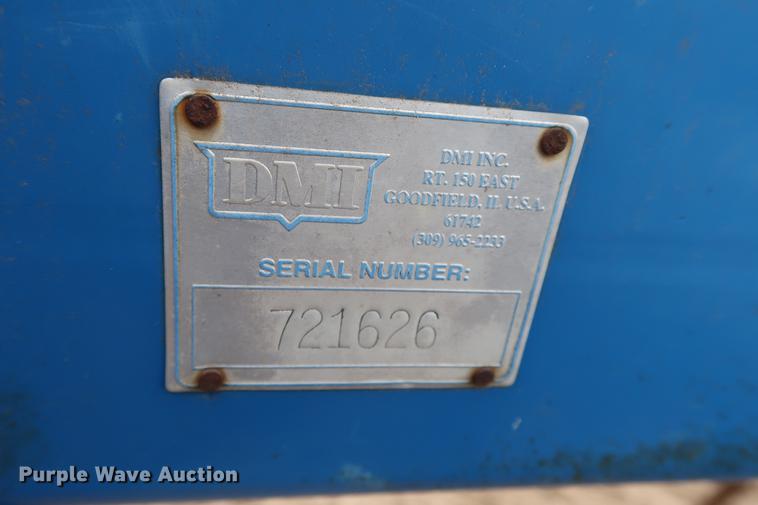 DMI
DMI INC.
RT. 150 EAST
GOODFIELD, IL U.S.A.
61742
(309) 965-2233
SERIAL NUMBER:
721626
Purple Wave Auction